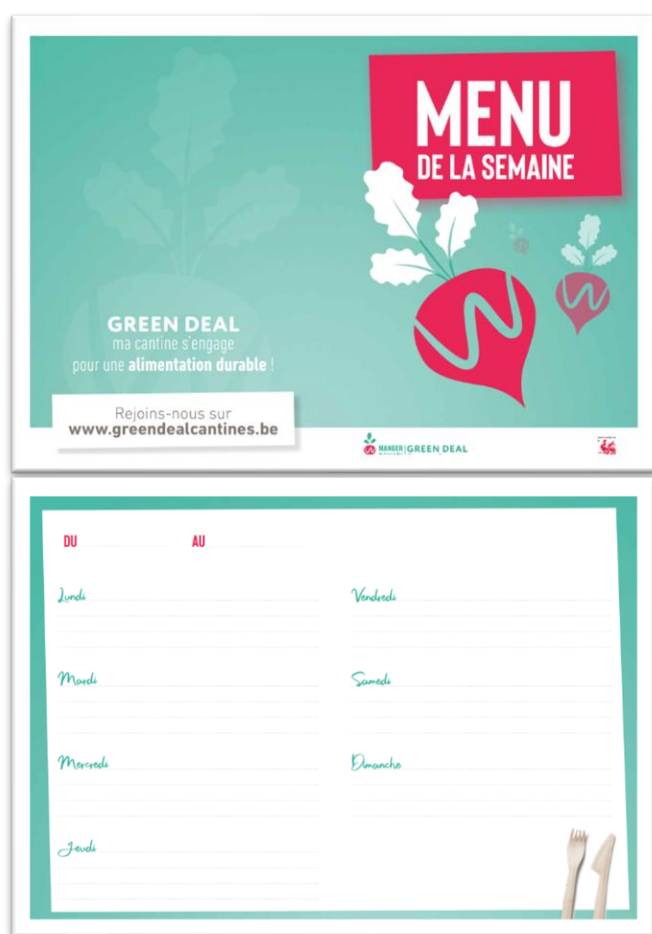 MENU
DE LA SEMAINE
GREEN DEAL
ma cantine s'engage
pour une alimentation durable !
Rejoins-nous sur
www.greendealcantines.be
MANGER GREEN DEAL
DU AU
Lundi
Mardi
Mercredi
Jeudi
Vendredi
Samedi
Dimanche